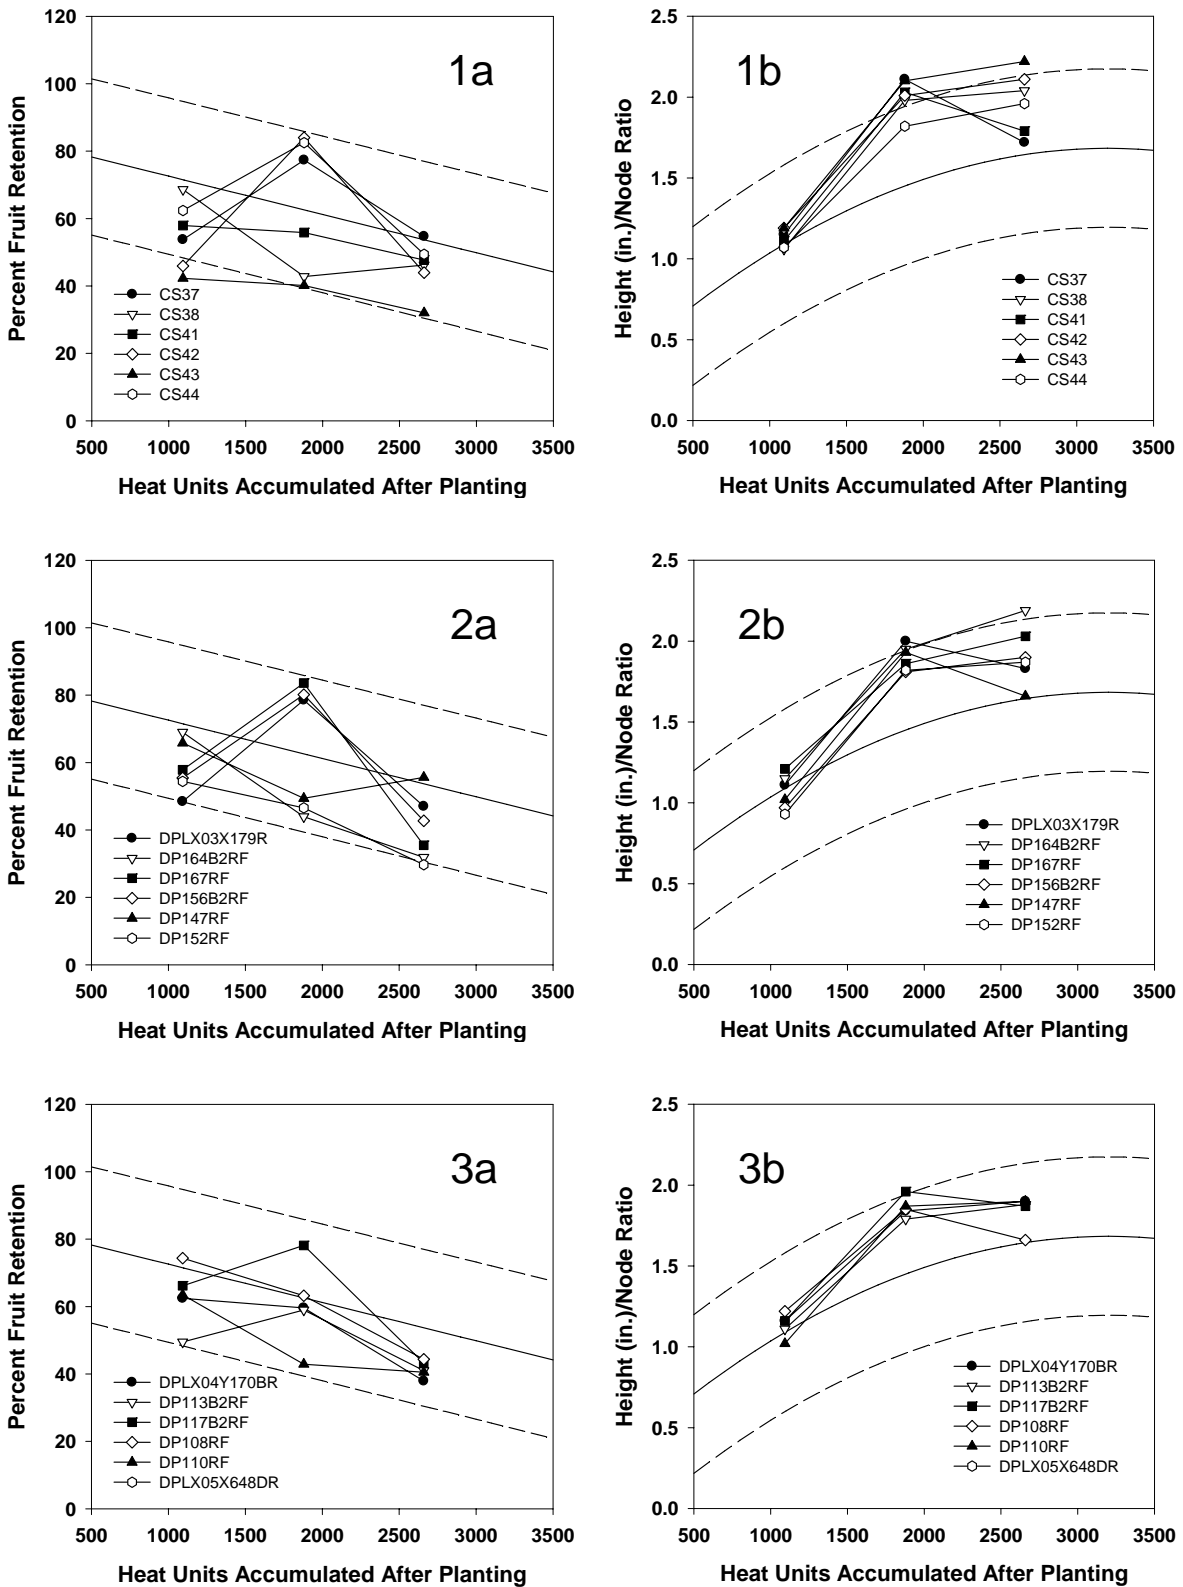 1a
Percent Fruit Retention
120
100
80
60
40
20
0
CS37
CS38
CS41
CS42
CS43
CS44
500 1000 1500 2000 2500 3000 3500
Heat Units Accumulated After Planting
1b
Height (in.)/Node Ratio
2.5
2.0
1.5
1.0
0.5
0.0
CS37
CS38
CS41
CS42
CS43
CS44
500 1000 1500 2000 2500 3000 3500
Heat Units Accumulated After Planting
2a
Percent Fruit Retention
120
100
80
60
40
20
0
DPLX03X179R
DP164B2RF
DP167RF
DP156B2RF
DP147RF
DP152RF
500 1000 1500 2000 2500 3000 3500
Heat Units Accumulated After Planting
2b
Height (in.)/Node Ratio
2.5
2.0
1.5
1.0
0.5
0.0
DPLX03X179R
DP164B2RF
DP167RF
DP156B2RF
DP147RF
DP152RF
500 1000 1500 2000 2500 3000 3500
Heat Units Accumulated After Planting
3a
Percent Fruit Retention
120
100
80
60
40
20
0
DPLX04Y170BR
DP113B2RF
DP117B2RF
DP108RF
DP110RF
DPLX05X648DR
500 1000 1500 2000 2500 3000 3500
Heat Units Accumulated After Planting
3b
Height (in.)/Node Ratio
2.5
2.0
1.5
1.0
0.5
0.0
DPLX04Y170BR
DP113B2RF
DP117B2RF
DP108RF
DP110RF
DPLX05X648DR
500 1000 1500 2000 2500 3000 3500
Heat Units Accumulated After Planting